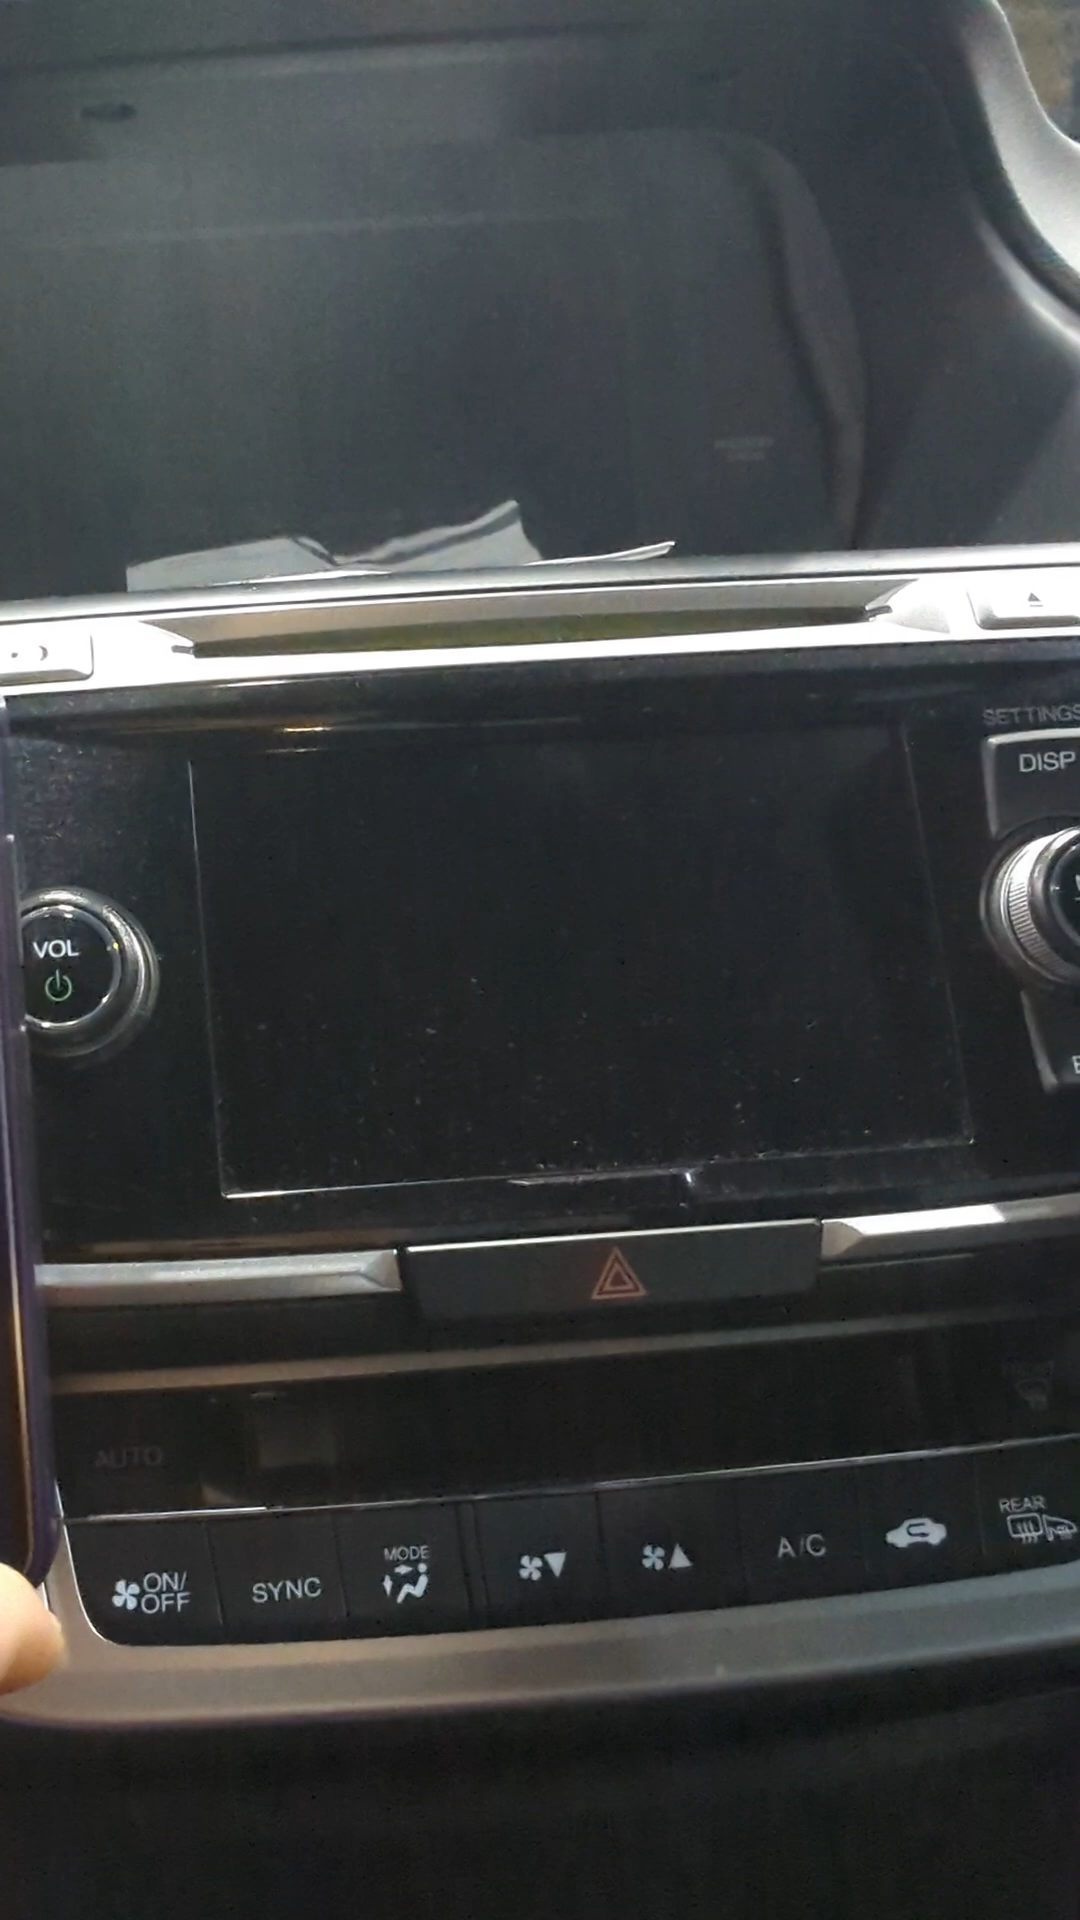 SETTINGS
DISP
VOL
AUTO
ON/
OFF
SYNC
MODE
A/C
REAR